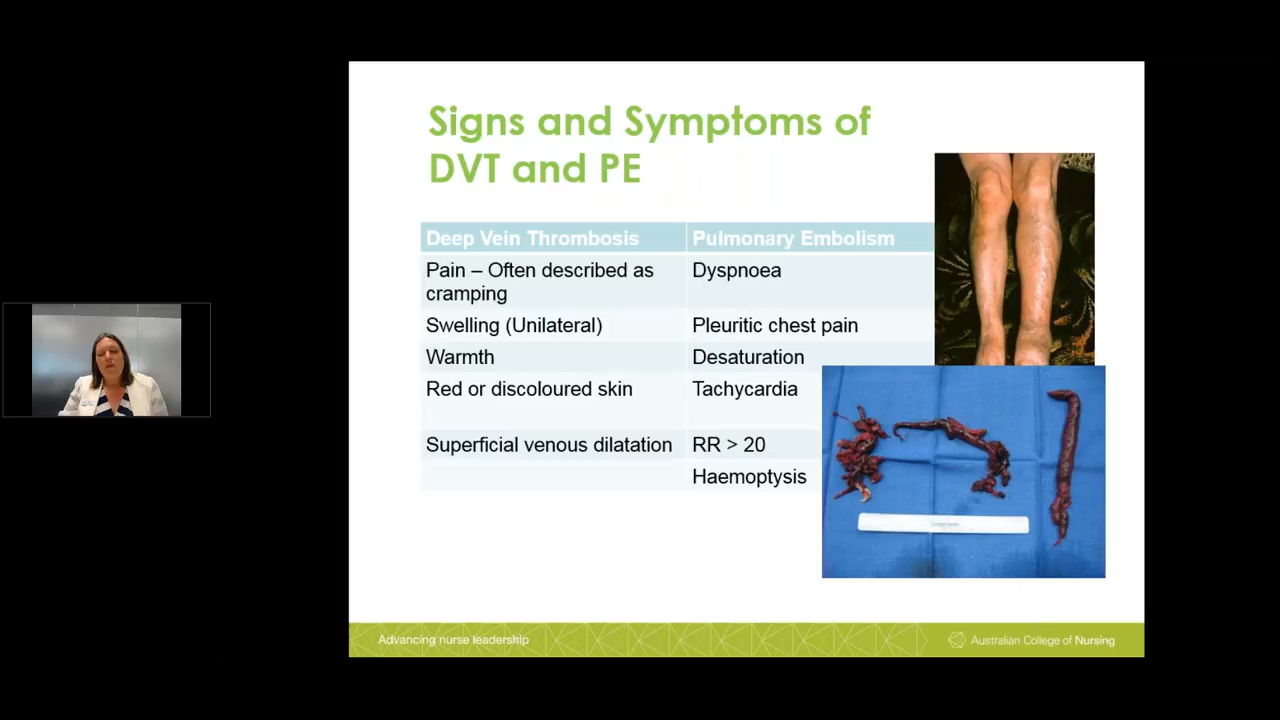 Signs and Symptoms of
DVT and PE
Deep Vein Thrombosis
Pulmonary Embolism
Pain – Often described as
cramping
Dyspnoea
Swelling (Unilateral)
Pleuritic chest pain
Warmth
Desaturation
Red or discoloured skin
Tachycardia
Superficial venous dilatation
RR > 20
Haemoptysis
Advancing nurse leadership
Australian College of Nursing